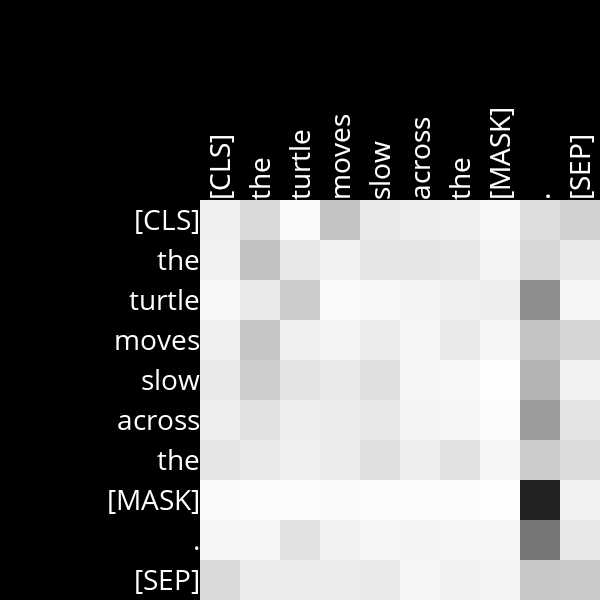 [CLS] the turtle moves slow across the [MASK] . [SEP]
[CLS]
the
turtle
moves
slow
across
the
[MASK]
.
[SEP]